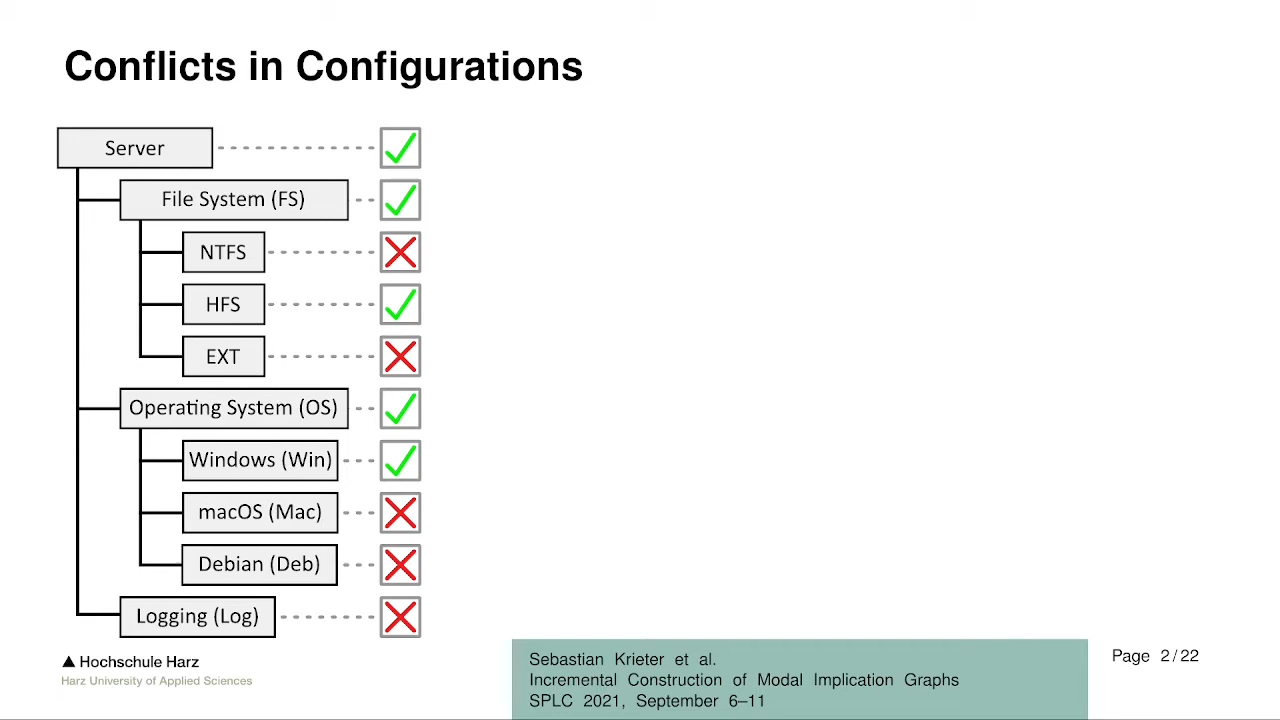 Conflicts in Configurations
Server
File System (FS)
NTFS
HFS
EXT
Operating System (OS)
Windows (Win)
macOS (Mac)
Debian (Deb)
Logging (Log)
Hochschule Harz
Harz University of Applied Sciences
Sebastian Krieter et al.
Incremental Construction of Modal Implication Graphs
SPLC 2021, September 6–11
Page 2/22